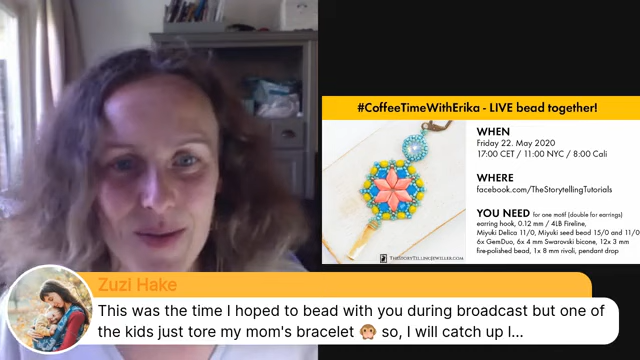 #CoffeeTimeWithErika - LIVE bead together!
WHEN
Friday 22. May 2020
17:00 CET / 11:00 NYC / 8:00 Cali
WHERE
facebook.com/TheStorytellingTutorials
YOU NEED for one motif (double for earrings)
earring hook, 0.12 mm / 4LB Fireline,
Miyuki Delica 11/0, Miyuki seed bead 15/0 and 11/0
6x GemDuo, 6x 4 mm Swarovski bicone, 12x 3 mm
fire-polished bead, 1x 8 mm rivoli, pendant drop
TheStoryTellingJeweller.com
Zuzi Hake
This was the time I hoped to bead with you during broadcast but one of
the kids just tore my mom's bracelet 🙊 so, I will catch up l...